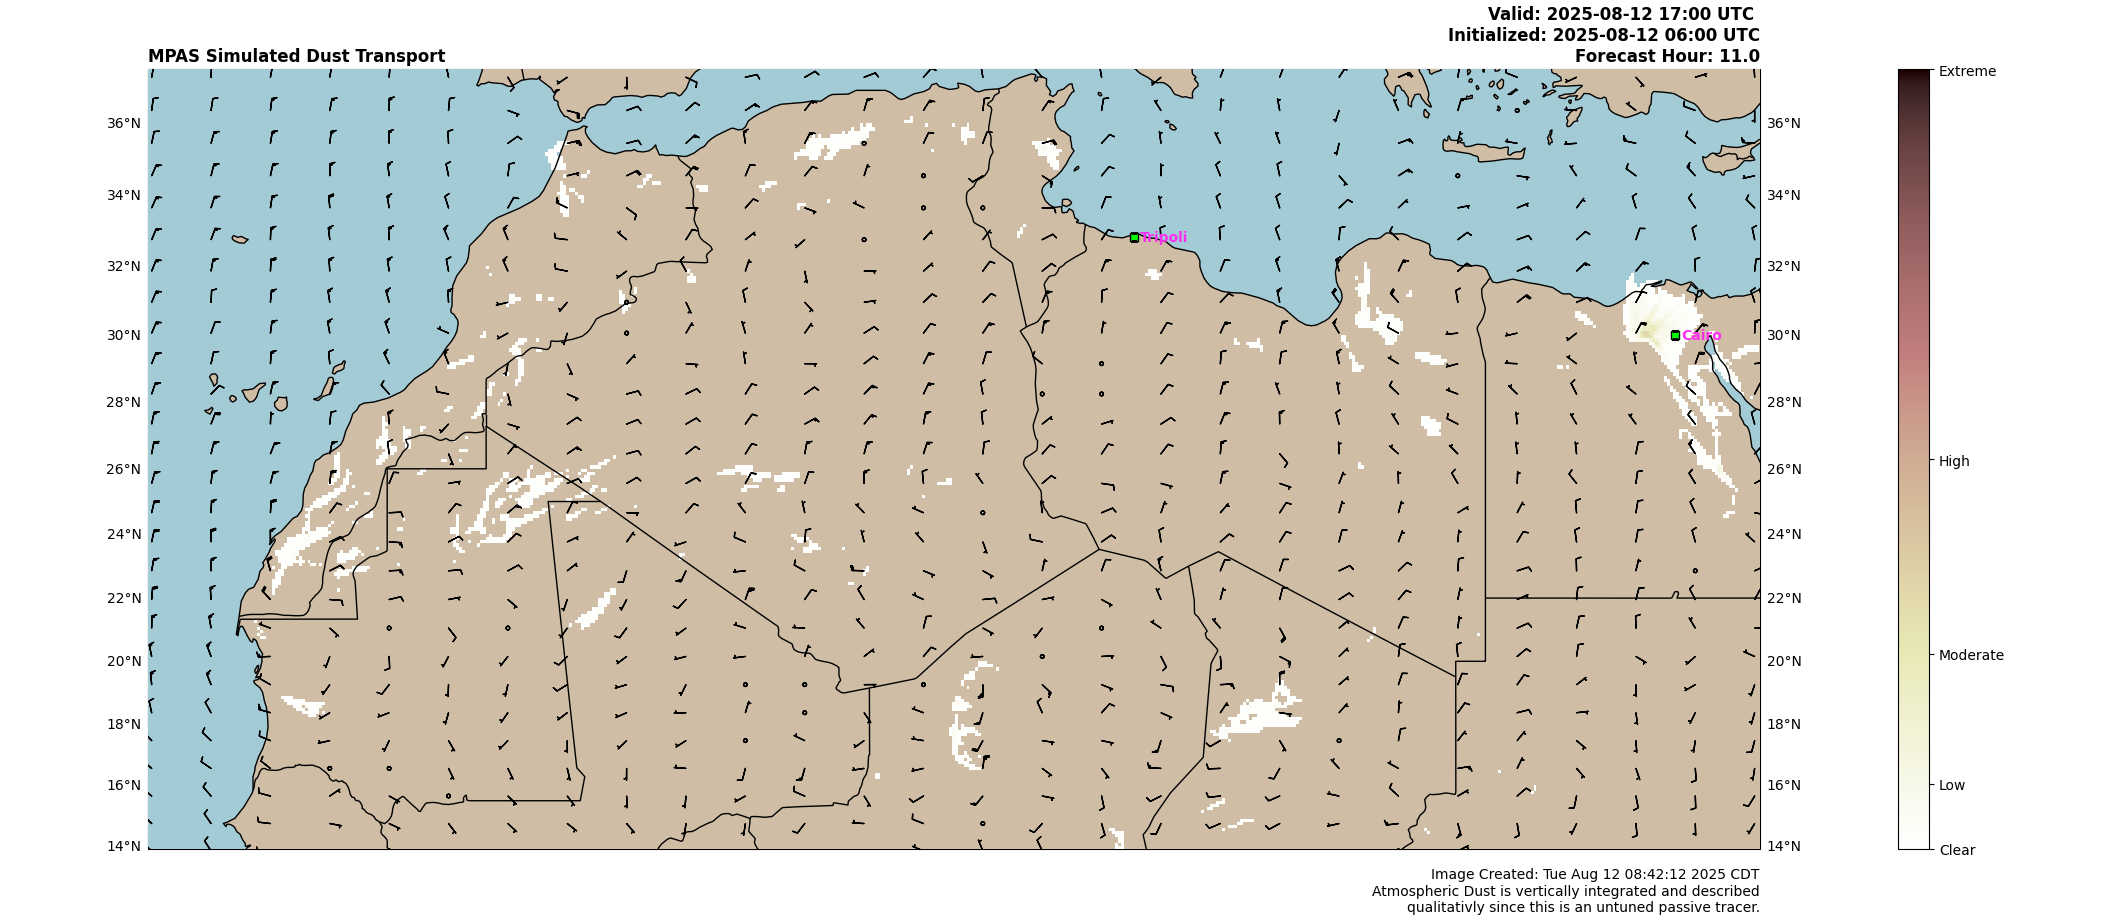 Valid: 2025-08-12 17:00 UTC
Initialized: 2025-08-12 06:00 UTC
MPAS Simulated Dust Transport
Forecast Hour: 11.0
Extreme
36°N
36°N
34°N
34°N
Tripoli
32°N
32°N
30°N
Cairo
30°N
28°N
28°N
26°N
26°N
High
24°N
24°N
22°N
22°N
20°N
20°N
Moderate
18°N
18°N
16°N
16°N
Low
14°N
14°N
Clear
Image Created: Tue Aug 12 08:42:12 2025 CDT
Atmospheric Dust is vertically integrated and described
qualitativly since this is an untuned passive tracer.